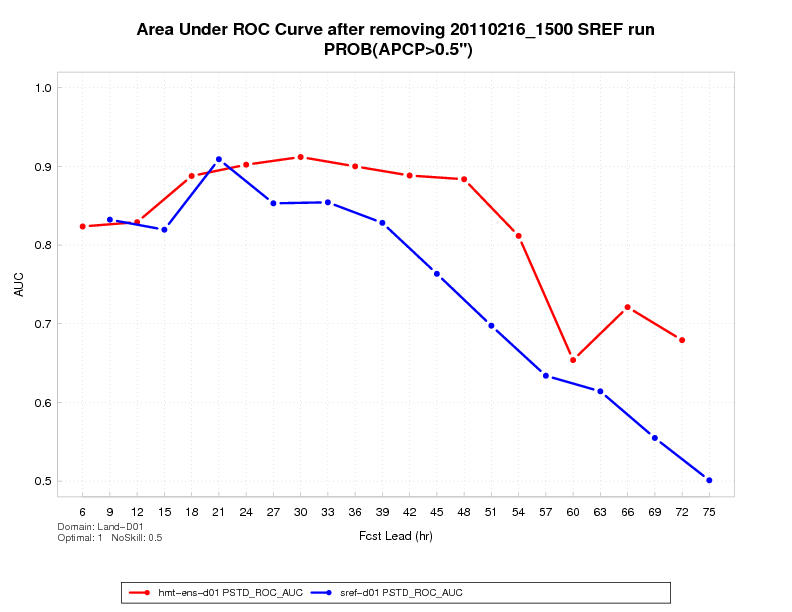 Area Under ROC Curve after removing 20110216_1500 SREF run
PROB(APCP>0.5")
1.0
0.9
0.8
0.7
0.6
0.5
AUC
6 9 12 15 18 21 24 27 30 33 36 39 42 45 48 51 54 57 60 63 66 69 72 75
Domain: Land-D01
Optimal: 1 NoSkill: 0.5
Fcst Lead (hr)
hmt-ens-d01 PSTD_ROC_AUC sref-d01 PSTD_ROC_AUC